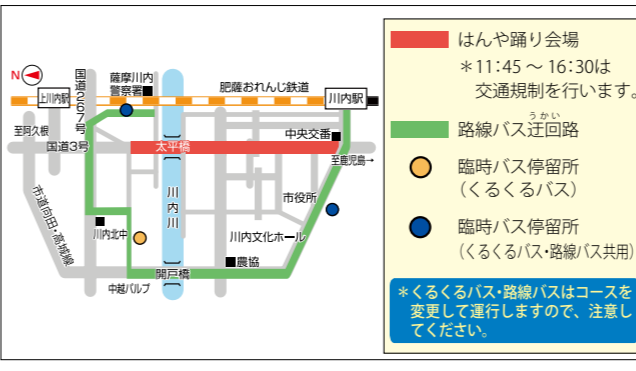 N
上川内駅
国道267号
薩摩川内
警察署
肥薩おれんじ鉄道
川内駅
至阿久根
国道3号
太平橋
中央交番
至鹿児島→
市道向田・高城線
川内川
市役所
川内北中
川内文化ホール
農協
開戸橋
中越パルプ
はんや踊り会場
＊11:45 ～ 16:30は
交通規制を行います。
うかい
路線バス迂回路
臨時バス停留所
（くるくるバス）
臨時バス停留所
（くるくるバス・路線バス共用）
＊くるくるバス・路線バスはコースを
変更して運行しますので、注意し
てください。